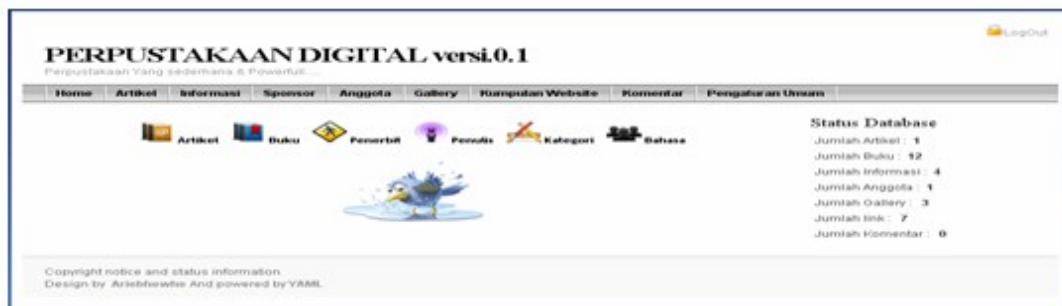 LogOut
PERPUSTAKAAN DIGITAL versi.0.1
Perpustakaan Yang sederhana & Powerfull....
Home Artikel Informasi Sponsor Anggota Gallery Kumpulan Website Komentar Pengaturan Umum
Artikel Buku Penerbit Penulis Kategori Bahasa
Status Database
Jumlah Artikel : 1
Jumlah Buku : 12
Jumlah Informasi : 4
Jumlah Anggota : 1
Jumlah Gallery : 3
Jumlah link : 7
Jumlah Komentar : 0
Copyright notice and status information
Design by Ariebhewhe And powered by YAML